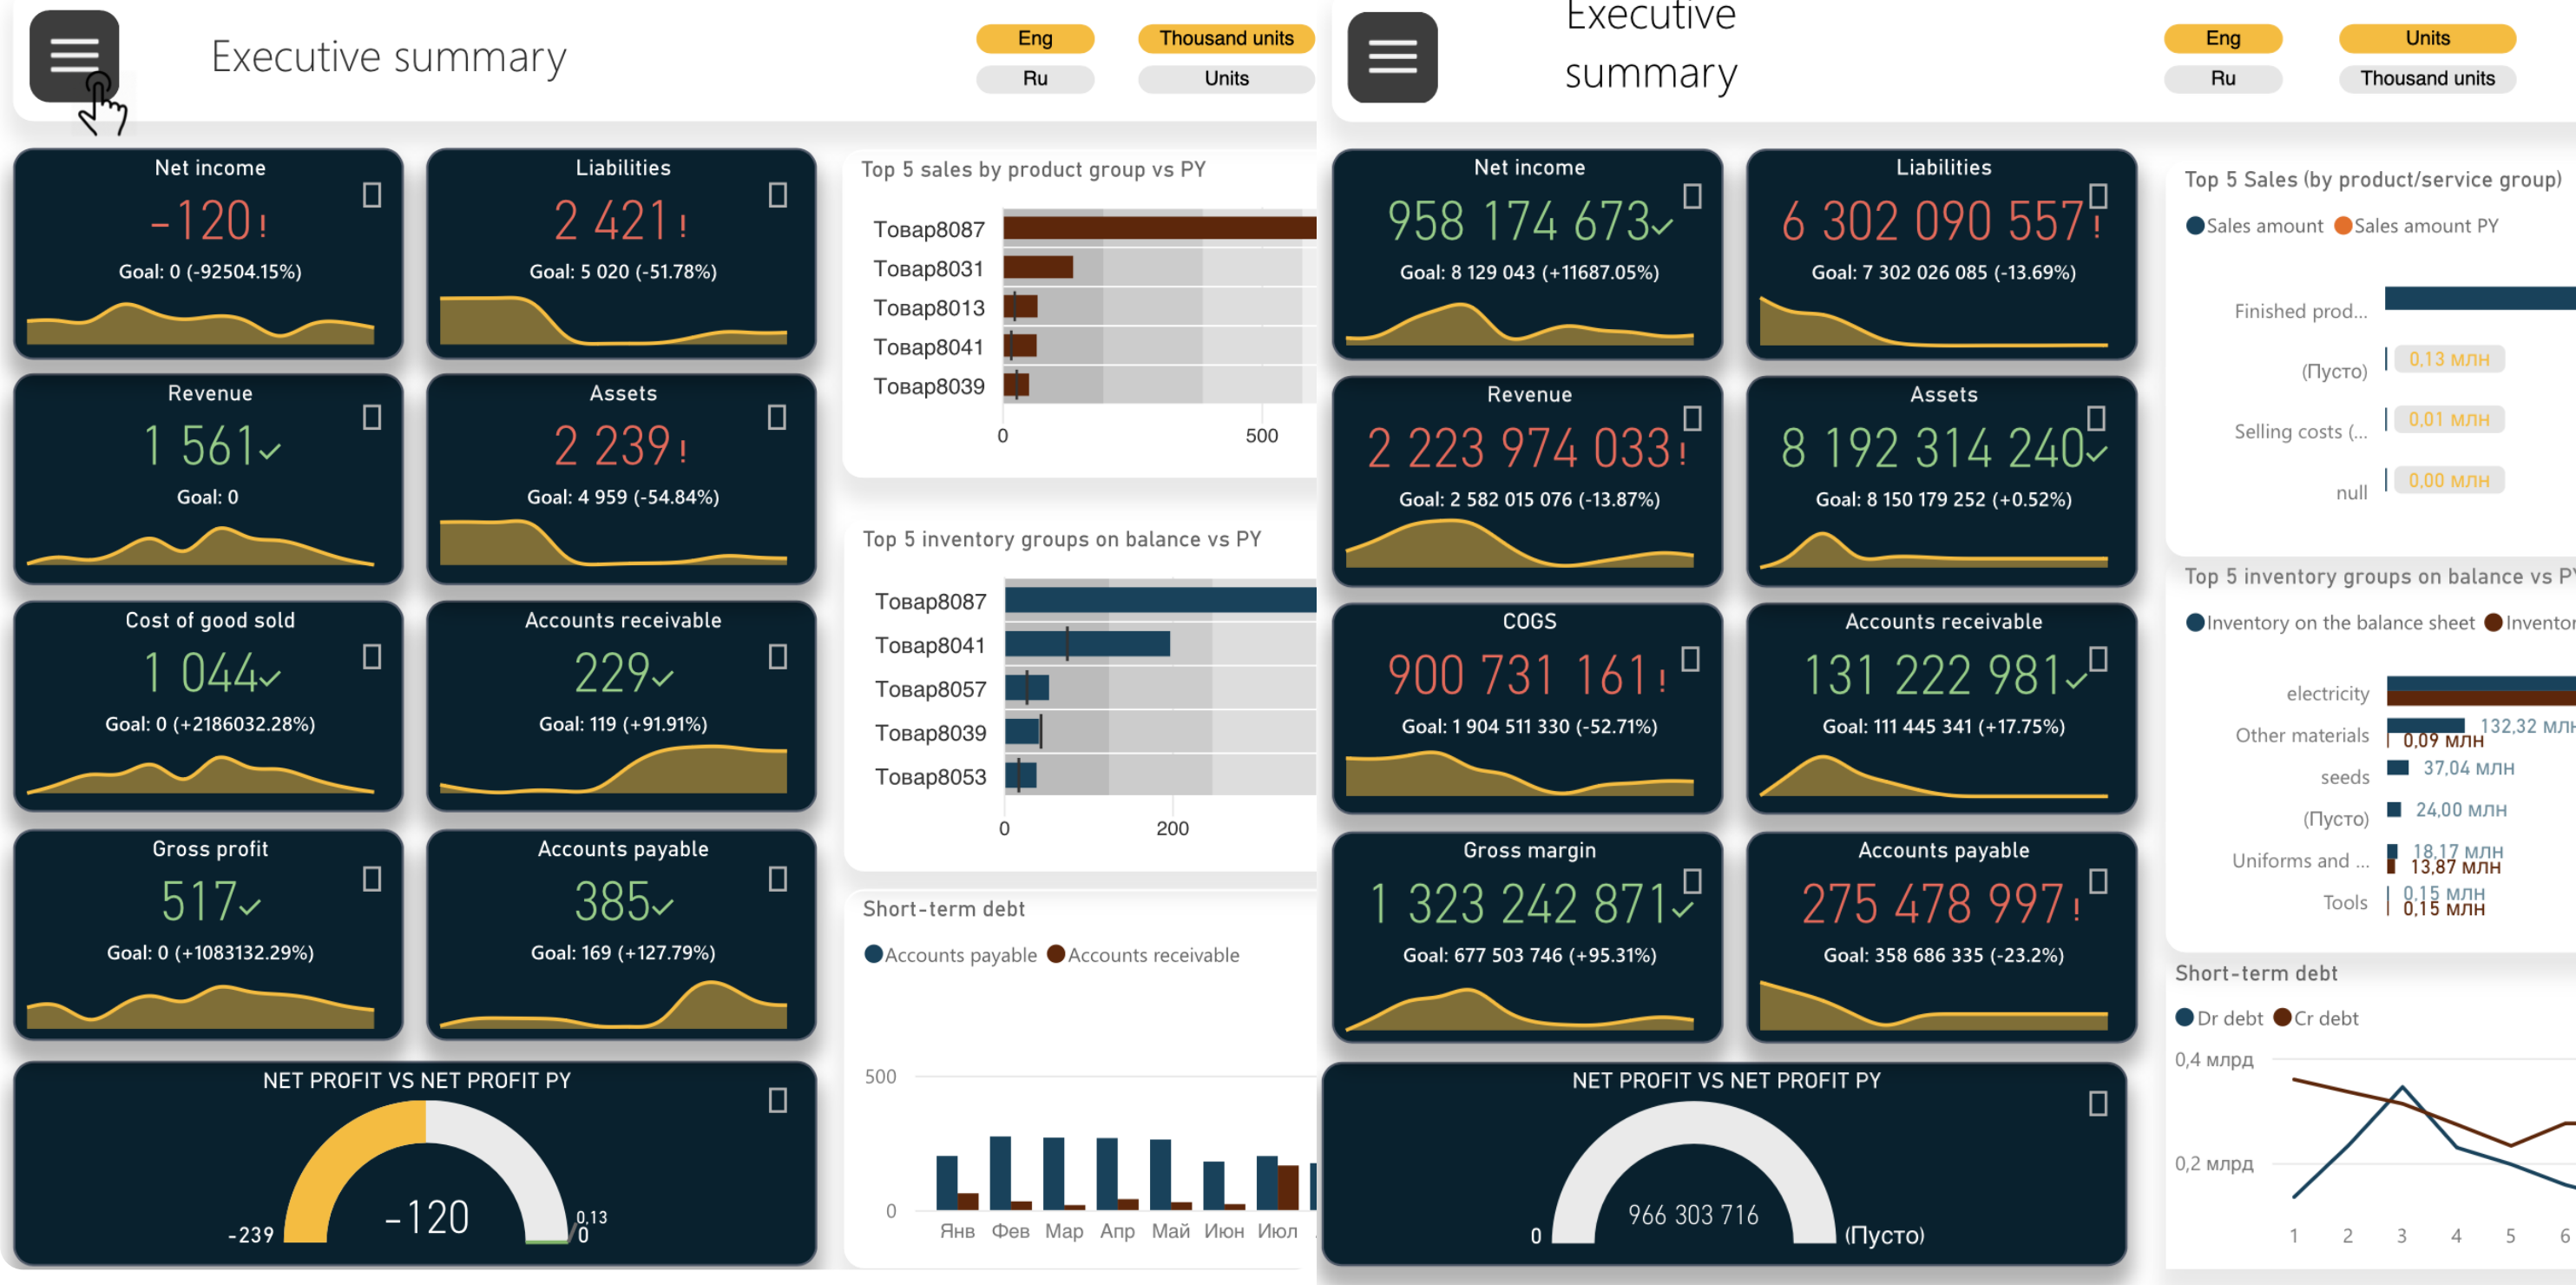 Executive summary
Eng
Ru
Thousand units
Units
Net income
-120!
Goal: 0 (-92504.15%)
Liabilities
2 421!
Goal: 5 020 (-51.78%)
Revenue
1 561✓
Goal: 0
Assets
2 239!
Goal: 4 959 (-54.84%)
Cost of good sold
1 044✓
Goal: 0 (+2186032.28%)
Accounts receivable
229✓
Goal: 119 (+91.91%)
Gross profit
517✓
Goal: 0 (+1083132.29%)
Accounts payable
385✓
Goal: 169 (+127.79%)
NET PROFIT VS NET PROFIT PY
-120
-239
0,13
0
Top 5 sales by product group vs PY
Товар8087
Товар8031
Товар8013
Товар8041
Товар8039
0 500
Top 5 inventory groups on balance vs PY
Товар8087
Товар8041
Товар8057
Товар8039
Товар8053
0 200
Short-term debt
Accounts payable Accounts receivable
500
0
Янв Фев Мар Апр Май Июн Июл
Executive
summary
Eng
Ru
Units
Thousand units
Net income
958 174 673✓
Goal: 8 129 043 (+11687.05%)
Liabilities
6 302 090 557!
Goal: 7 302 026 085 (-13.69%)
Revenue
2 223 974 033!
Goal: 2 582 015 076 (-13.87%)
Assets
8 192 314 240✓
Goal: 8 150 179 252 (+0.52%)
COGS
900 731 161!
Goal: 1 904 511 330 (-52.71%)
Accounts receivable
131 222 981✓
Goal: 111 445 341 (+17.75%)
Gross margin
1 323 242 871✓
Goal: 677 503 746 (+95.31%)
Accounts payable
275 478 997!
Goal: 358 686 335 (-23.2%)
NET PROFIT VS NET PROFIT PY
966 303 716
0
(Пусто)
Top 5 Sales (by product/service group)
Sales amount Sales amount PY
Finished prod...
(Пусто) 0,13 млн
Selling costs (... 0,01 млн
null 0,00 млн
Top 5 inventory groups on balance vs
Inventory on the balance sheet
electricity
Other materials 132,32
0,09 млн
seeds 37,04 млн
(Пусто) 24,00 млн
Uniforms and ... 18,17 млн
13,87 млн
Tools 0,15 млн
0,15 млн
Short-term debt
Dr debt Cr debt
0,4 млрд
0,2 млрд
1 2 3 4 5 6